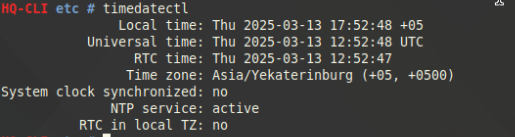 HQ-CLI etc # timedatectl
Local time: Thu 2025-03-13 17:52:48 +05
Universal time: Thu 2025-03-13 12:52:48 UTC
RTC time: Thu 2025-03-13 12:52:47
Time zone: Asia/Yekaterinburg (+05, +0500)
System clock synchronized: no
NTP service: active
RTC in local TZ: no